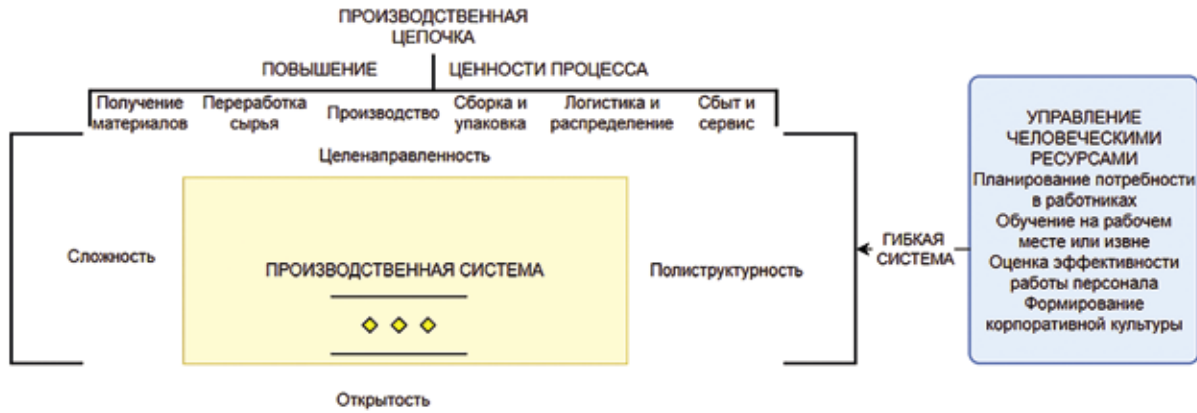 ПРОИЗВОДСТВЕННАЯ
ЦЕПОЧКА
ПОВЫШЕНИЕ ЦЕННОСТИ ПРОЦЕССА
Получение
материалов
Переработка
сырья
Производство
Сборка и
упаковка
Логистика и
распределение
Сбыт и
сервис
Целенаправленность
Сложность
ПРОИЗВОДСТВЕННАЯ СИСТЕМА
Полиструктурность
Открытость
ГИБКАЯ
СИСТЕМА
УПРАВЛЕНИЕ
ЧЕЛОВЕЧЕСКИМИ
РЕСУРСАМИ
Планирование потребности
в работниках
Обучение на рабочем
месте или извне
Оценка эффективности
работы персонала
Формирование
корпоративной культуры